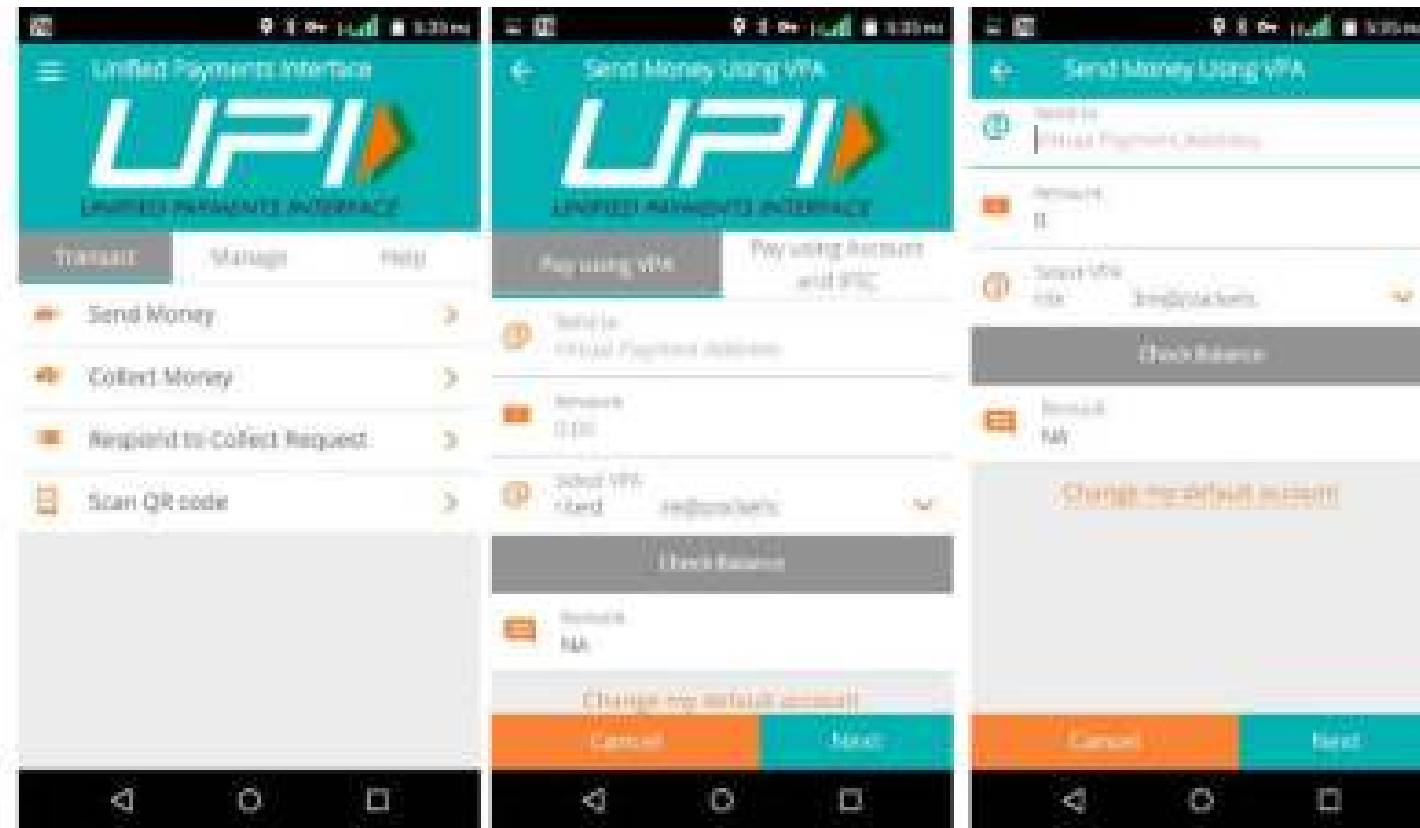 Unified Payments Interface
UPI
UNIFIED PAYMENTS INTERFACE
Transact
Manage
Help
Send Money
Collect Money
Respond to Collect Request
Scan QR code
Send Money Using VPA
UPI
UNIFIED PAYMENTS INTERFACE
Pay using VPA
Pay using Account
and IFSC
Send to
Virtual Payment Address
Amount
0.00
Select VPA
Check Balance
Remark
NA
Change my default account
Cancel
Next
Send Money Using VPA
Send to
Virtual Payment Address
Amount
0
Select VPA
Check Balance
Remark
NA
Change my default account
Cancel
Next